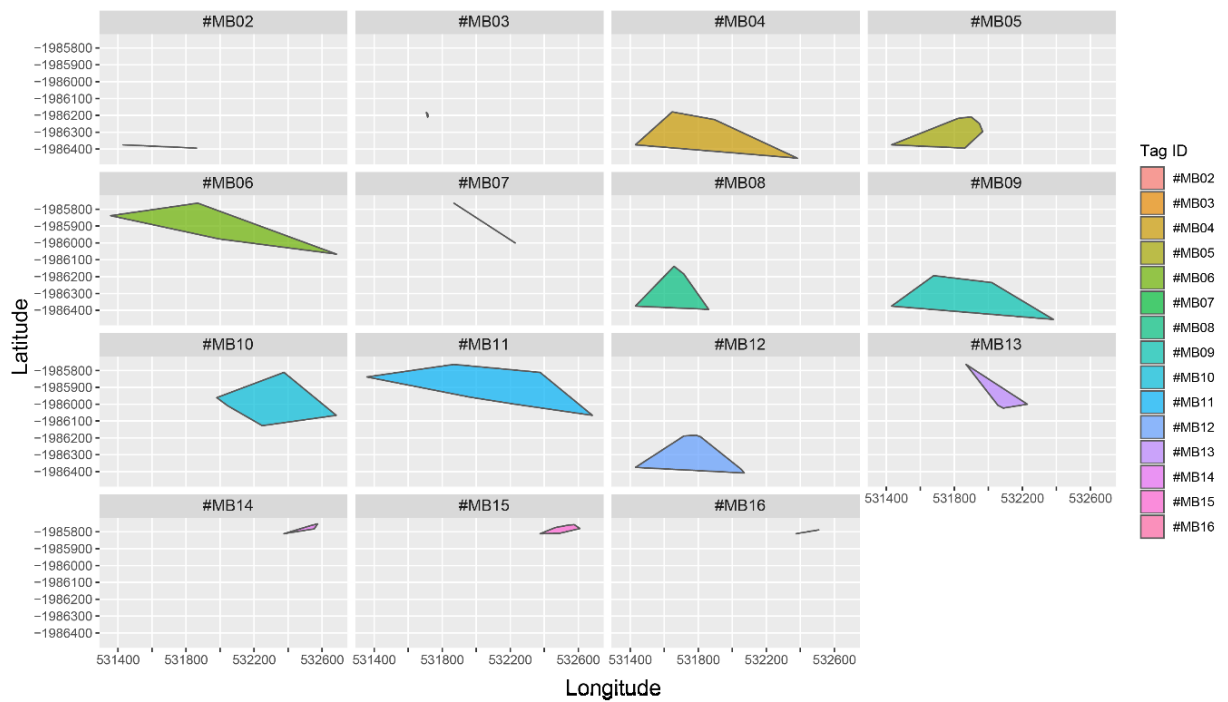 #MB02 #MB03 #MB04 #MB05
−1985800
−1985900
−1986000
−1986100
−1986200
−1986300
−1986400
#MB06 #MB07 #MB08 #MB09
−1985800
−1985900
−1986000
−1986100
−1986200
−1986300
−1986400
#MB10 #MB11 #MB12 #MB13
−1985800
−1985900
−1986000
−1986100
−1986200
−1986300
−1986400
531400 531800 532200 532600
#MB14 #MB15 #MB16
−1985800
−1985900
−1986000
−1986100
−1986200
−1986300
−1986400
531400 531800 532200 532600 531400 531800 532200 532600 531400 531800 532200 532600
Longitude
Latitude
Tag ID
#MB02
#MB03
#MB04
#MB05
#MB06
#MB07
#MB08
#MB09
#MB10
#MB11
#MB12
#MB13
#MB14
#MB15
#MB16